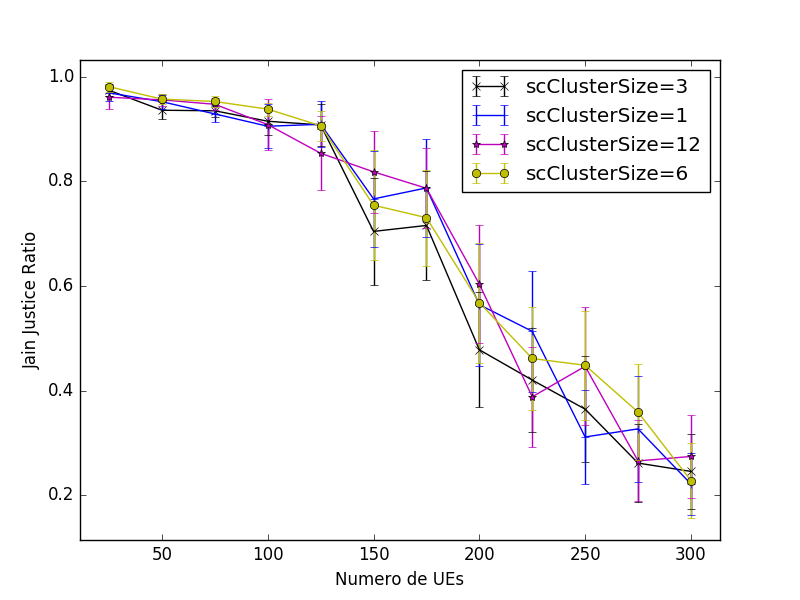 1.0
0.8
0.6
0.4
0.2
Jain Justice Ratio
scClusterSize=3
scClusterSize=1
scClusterSize=12
scClusterSize=6
50 100 150 200 250 300
Numero de UEs